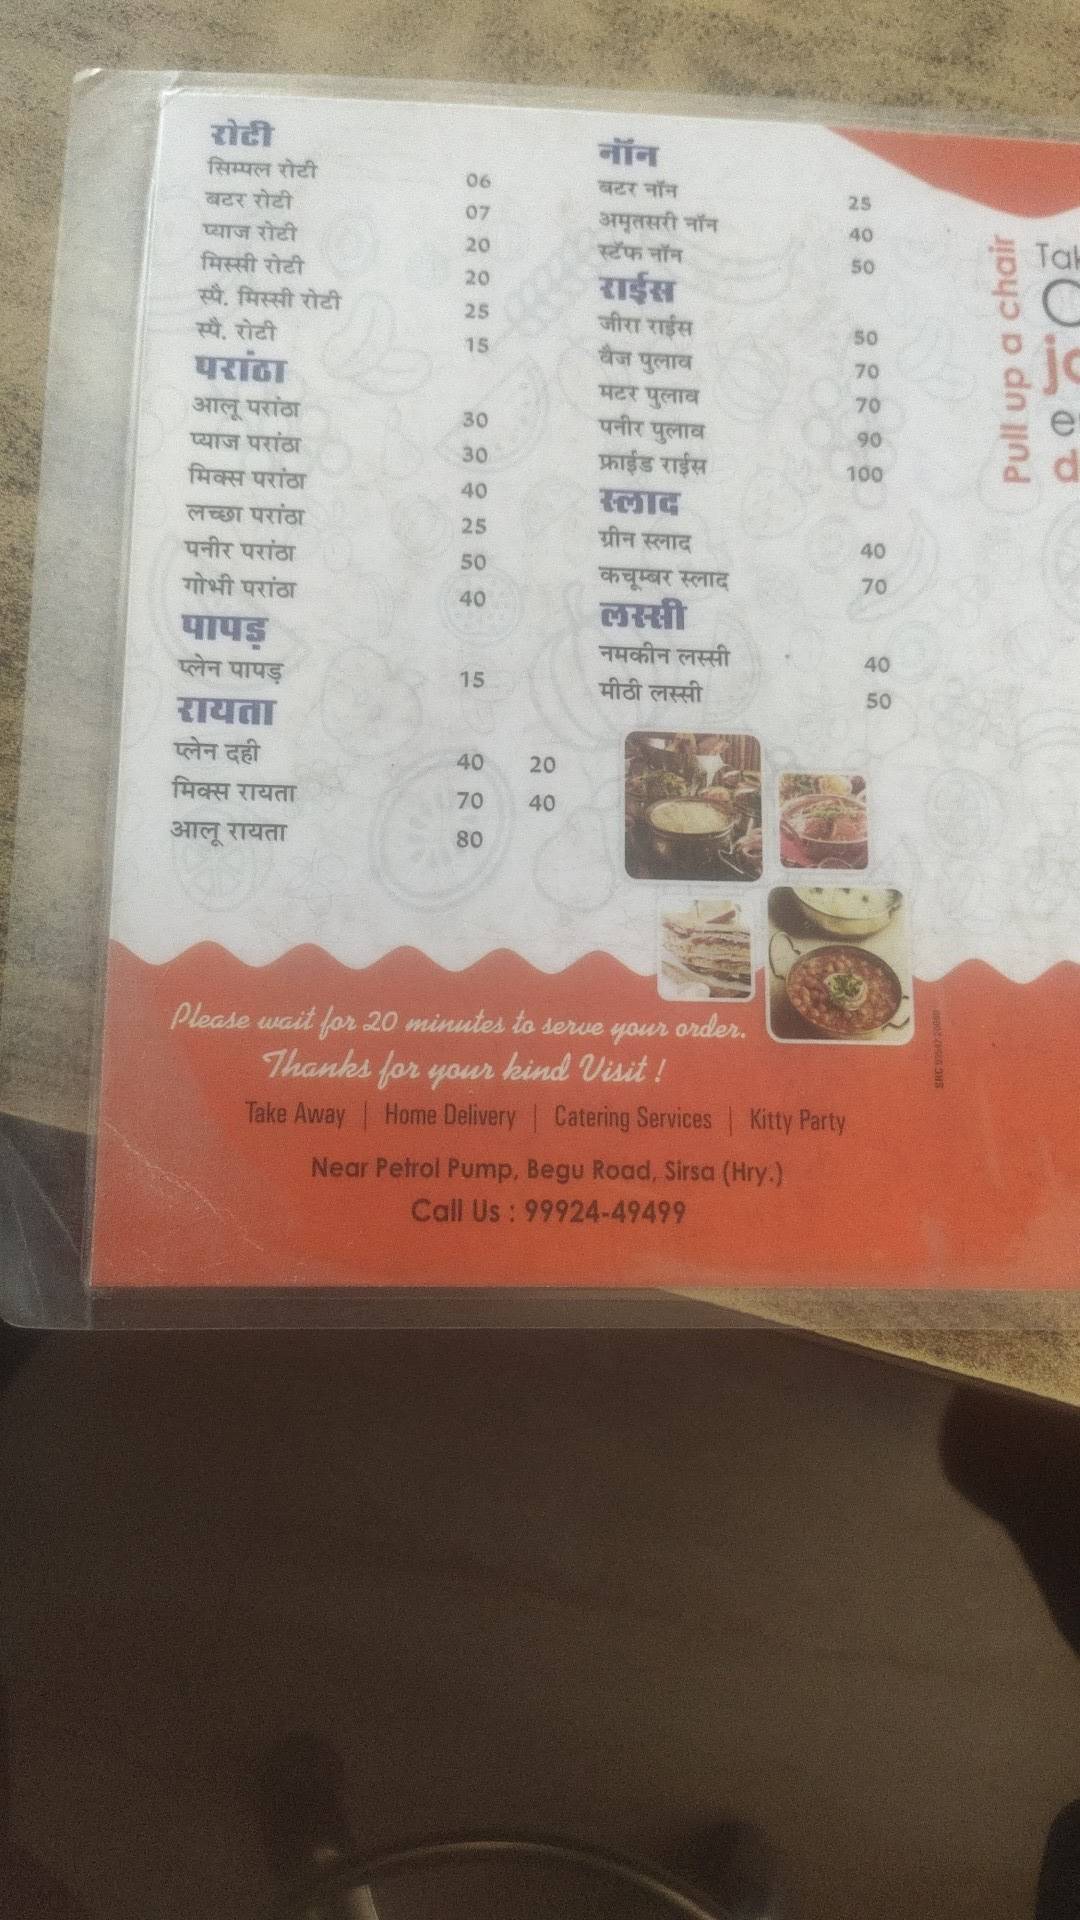 रोटी
सिम्पल रोटी 06
बटर रोटी 07
प्याज रोटी 20
मिस्सी रोटी 20
स्पै. मिस्सी रोटी 25
स्पै. रोटी 15
परांठा
आलू परांठा 30
प्याज परांठा 30
मिक्स परांठा 40
लच्छा परांठा 25
पनीर परांठा 50
गोभी परांठा 40
पापड़
प्लेन पापड़ 15
रायता
प्लेन दही 40 20
मिक्स रायता 70 40
आलू रायता 80
नॉन
बटर नॉन 25
अमृतसरी नॉन 40
स्टॅफ नॉन 50
राईस
जीरा राईस 50
वैज पुलाव 70
मटर पुलाव 70
पनीर पुलाव 90
फ्राईड राईस 100
स्लाद
ग्रीन स्लाद 40
कचूम्बर स्लाद 70
लस्सी
नमकीन लस्सी 40
मीठी लस्सी 50
Pull up a chair
Please wait for 20 minutes to serve your order.
Thanks for your kind Visit !
Take Away | Home Delivery | Catering Services | Kitty Party
Near Petrol Pump, Begu Road, Sirsa (Hry.)
Call Us : 99924-49499